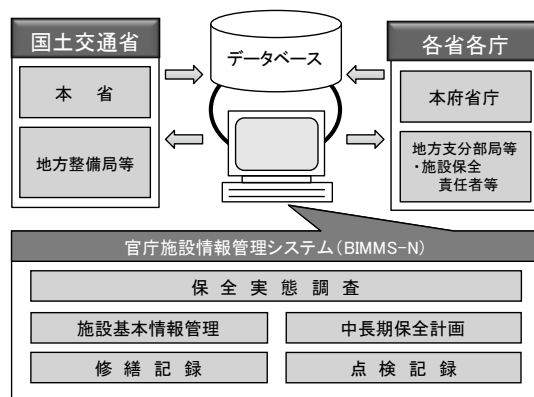 国土交通省
本 省
地方整備局等
データベース
各省各庁
本府省庁
地方支分部局等
・施設保全
責任者等
官庁施設情報管理システム(BIMMS-N)
保 全 実 態 調 査
施設基本情報管理
中長期保全計画
修 繕 記 録
点 検 記 録